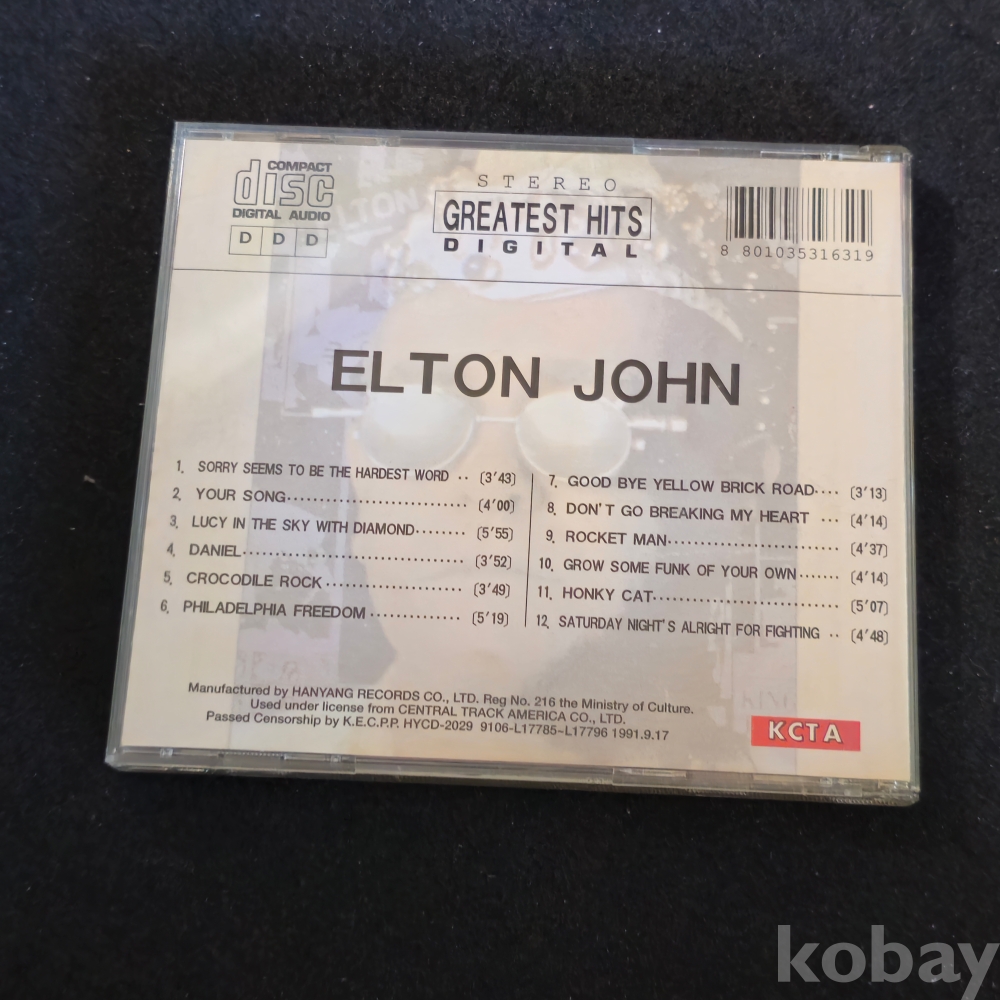 COMPACT
disc
DIGITAL AUDIO
D D D
STEREO
GREATEST HITS
DIGITAL
8 801035316319
ELTON JOHN
1. SORRY SEEMS TO BE THE HARDEST WORD ·· (3′43)
2. YOUR SONG···························· (4′00)
3. LUCY IN THE SKY WITH DIAMOND········ (5′55)
4. DANIEL······························· (3′52)
5. CROCODILE ROCK ···················· (3′49)
6. PHILADELPHIA FREEDOM ·············· (5′19)
7. GOOD BYE YELLOW BRICK ROAD···· (3′13)
8. DON'T GO BREAKING MY HEART ··· (4′14)
9. ROCKET MAN·························· (4′37)
10. GROW SOME FUNK OF YOUR OWN······· (4′14)
11. HONKY CAT···························· (5′07)
12. SATURDAY NIGHT'S ALRIGHT FOR FIGHTING ·· (4′48)
Manufactured by HANYANG RECORDS CO., LTD. Reg No. 216 the Ministry of Culture.
Used under license from CENTRAL TRACK AMERICA CO., LTD.
Passed Censorship by K.E.C.P.P. HYCD-2029 9106-L17785-L17796 1991.9.17
KCTA
kobay